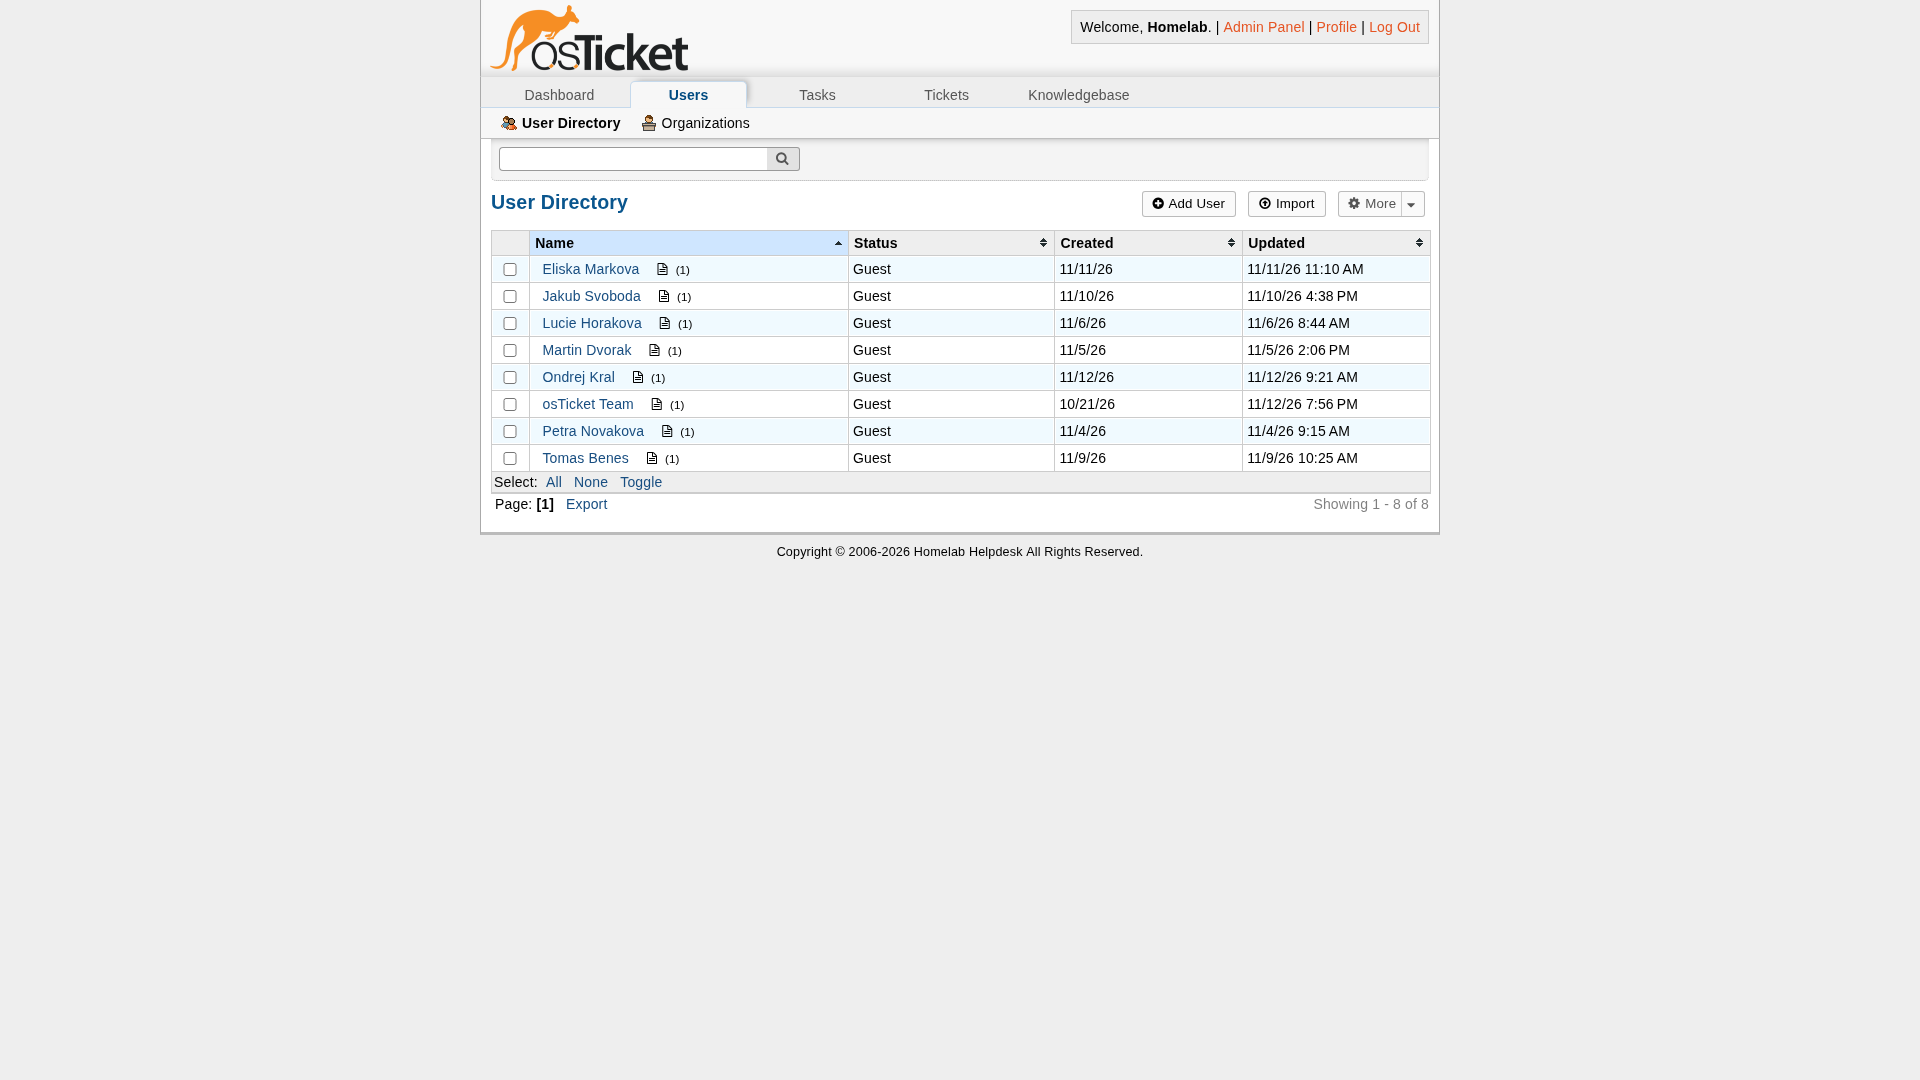 osTicket
Welcome, Homelab. | Admin Panel | Profile | Log Out
Dashboard Users Tasks Tickets Knowledgebase
User Directory Organizations
User Directory
Add User Import More
Name Status Created Updated
Eliska Markova (1) Guest 11/11/26 11/11/26 11:10 AM
Jakub Svoboda (1) Guest 11/10/26 11/10/26 4:38 PM
Lucie Horakova (1) Guest 11/6/26 11/6/26 8:44 AM
Martin Dvorak (1) Guest 11/5/26 11/5/26 2:06 PM
Ondrej Kral (1) Guest 11/12/26 11/12/26 9:21 AM
osTicket Team (1) Guest 10/21/26 11/12/26 7:56 PM
Petra Novakova (1) Guest 11/4/26 11/4/26 9:15 AM
Tomas Benes (1) Guest 11/9/26 11/9/26 10:25 AM
Select: All None Toggle
Page: [1] Export Showing 1 - 8 of 8
Copyright © 2006-2026 Homelab Helpdesk All Rights Reserved.